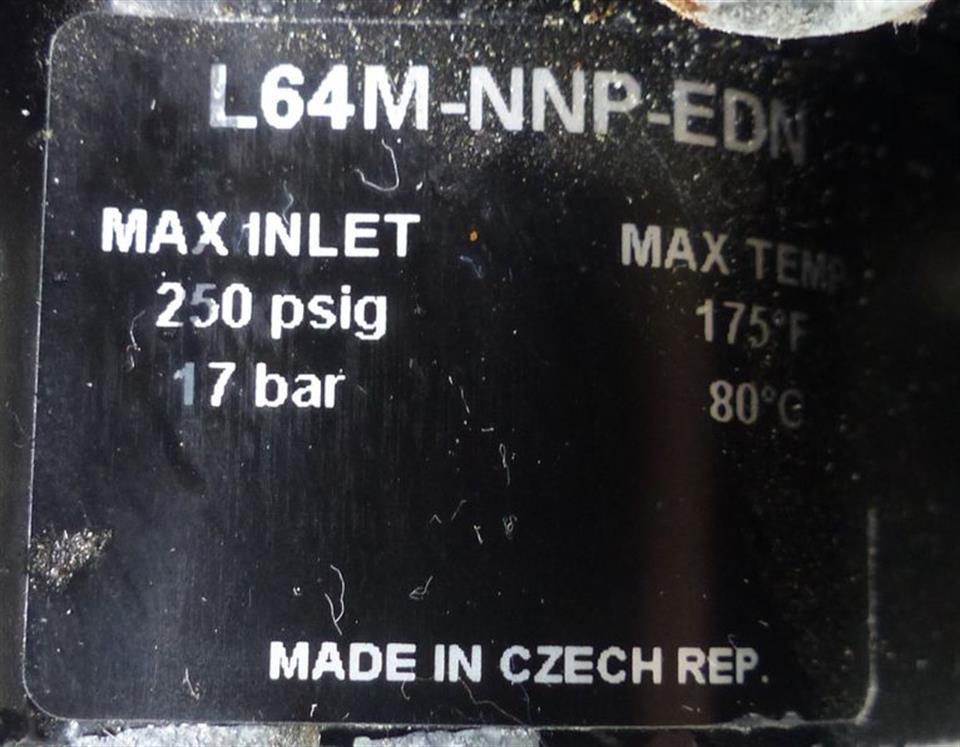 L64M-NNP-EDN
MAX INLET
250 psig
17 bar
MAX TEMP
175°F
80°C
MADE IN CZECH REP.